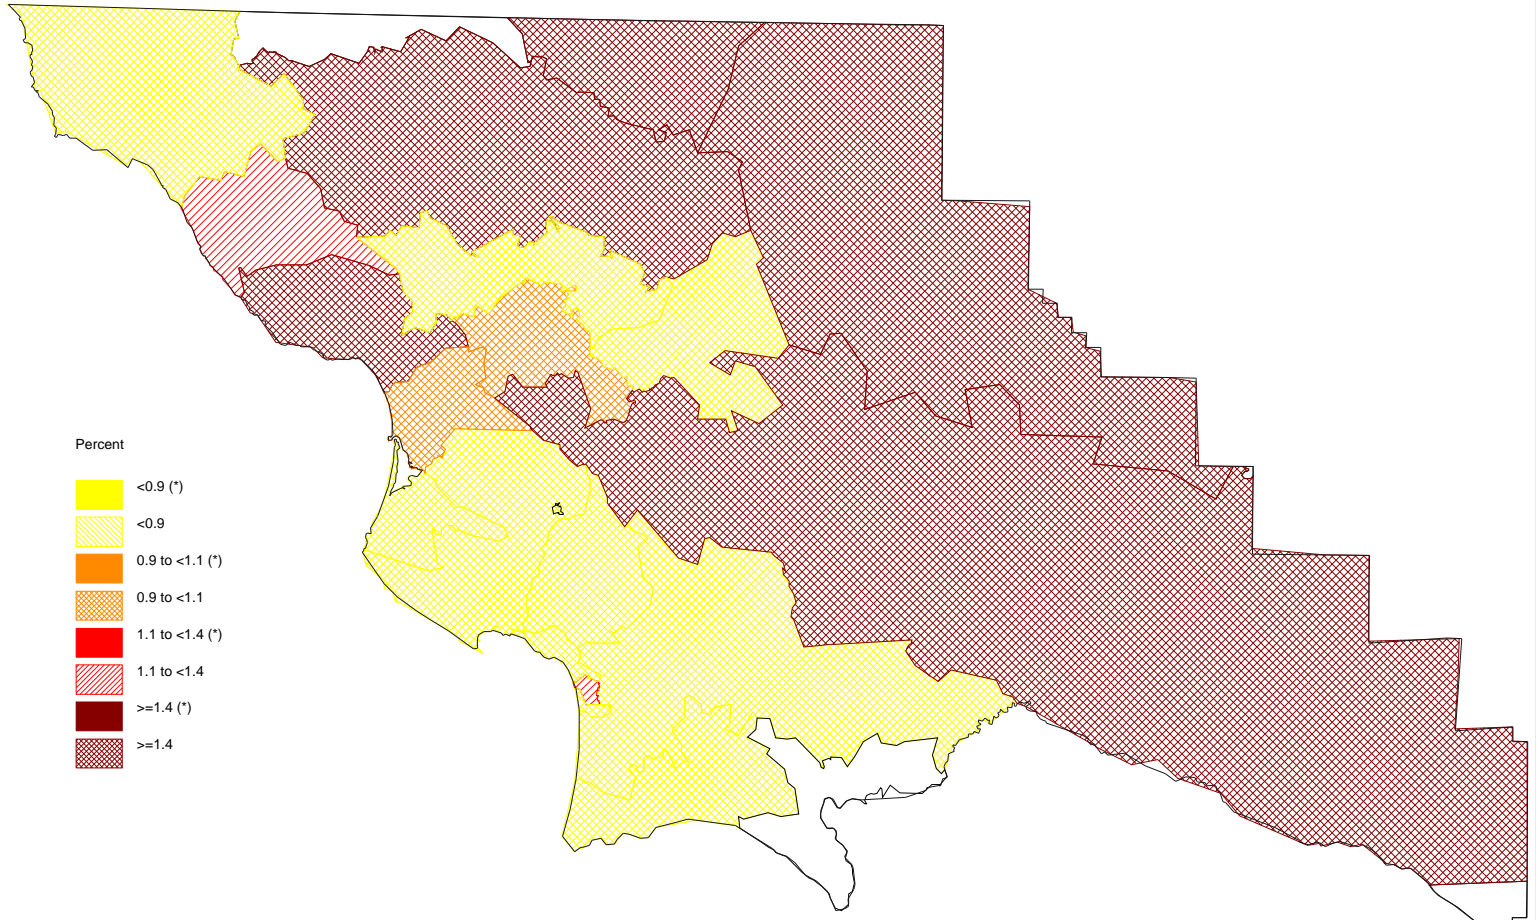 Percent
<0.9 (*)
<0.9
0.9 to <1.1 (*)
0.9 to <1.1
1.1 to <1.4 (*)
1.1 to <1.4
>=1.4 (*)
>=1.4